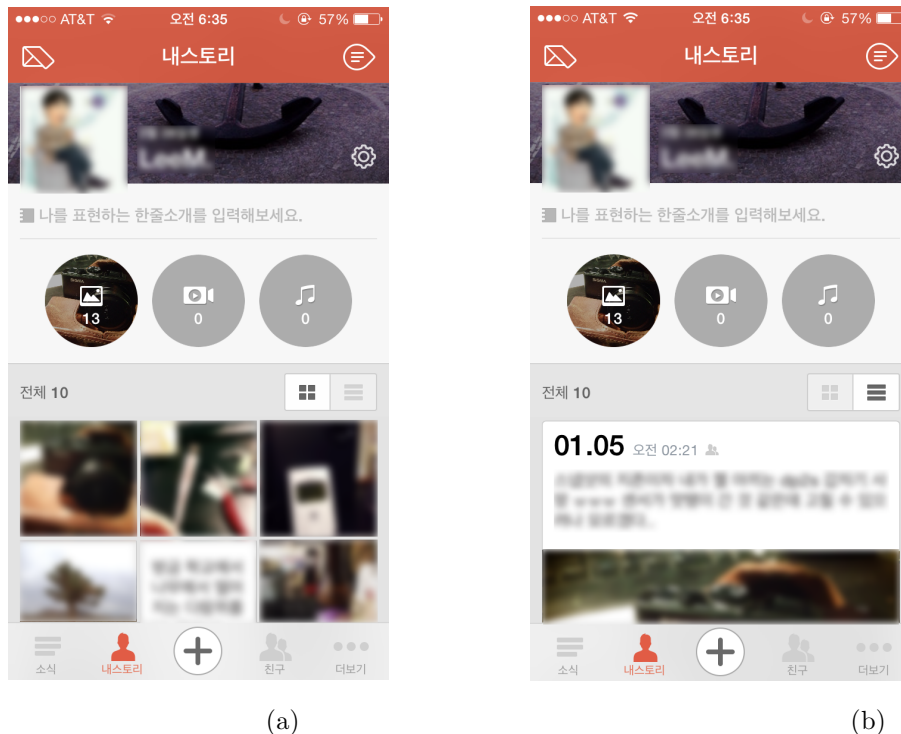 AT&T 오전 6:35 57%
내스토리
LeeM.
나를 표현하는 한줄소개를 입력해보세요.
13 0 0
전체 10
소식 내스토리 친구 더보기
(a)
AT&T 오전 6:35 57%
내스토리
LeeM.
나를 표현하는 한줄소개를 입력해보세요.
13 0 0
전체 10
01.05 오전 02:21
소식 내스토리 친구 더보기
(b)